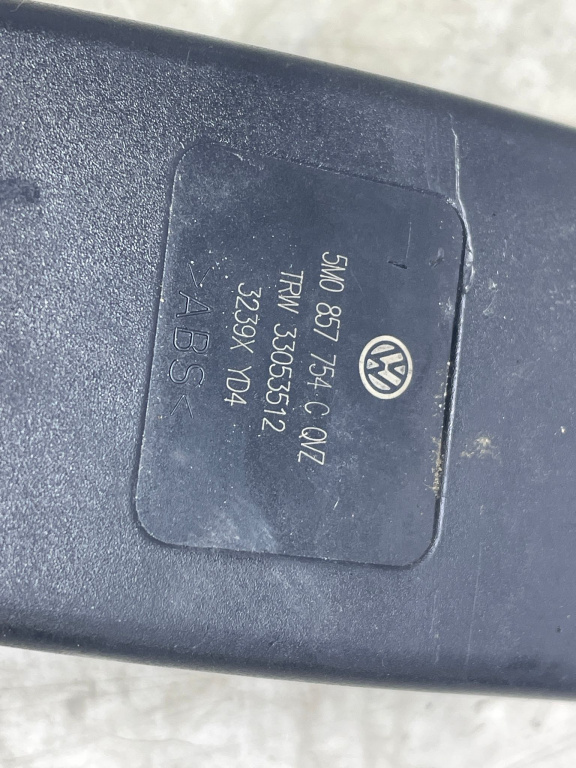 5M0 857 754 C QVZ
TRW 33053512
3239X YD4
>ABS<